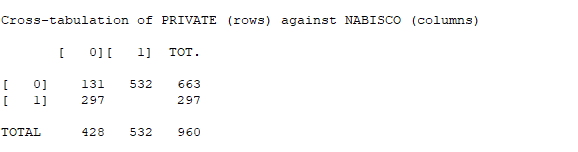 Cross-tabulation of PRIVATE (rows) against NABISCO (columns)
[ 0][ 1] TOT.
[ 0] 131 532 663
[ 1] 297 297
TOTAL 428 532 960